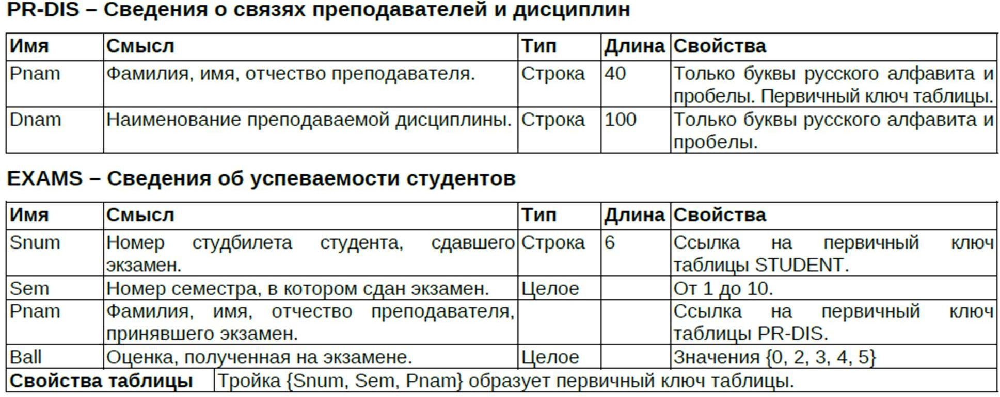 PR-DIS – Сведения о связях преподавателей и дисциплин
Имя Смысл Тип Длина Свойства
Pnam Фамилия, имя, отчество преподавателя. Строка 40 Только буквы русского алфавита и
пробелы. Первичный ключ таблицы.
Dnam Наименование преподаваемой дисциплины. Строка 100 Только буквы русского алфавита и
пробелы.
EXAMS – Сведения об успеваемости студентов
Имя Смысл Тип Длина Свойства
Snum Номер студбилета студента, сдавшего Строка 6 Ссылка на первичный ключ
экзамен. таблицы STUDENT.
Sem Номер семестра, в котором сдан экзамен. Целое От 1 до 10.
Pnam Фамилия, имя, отчество преподавателя, Ссылка на первичный ключ
принявшего экзамен. таблицы PR-DIS.
Ball Оценка, полученная на экзамене. Целое Значения {0, 2, 3, 4, 5}
Свойства таблицы Тройка {Snum, Sem, Pnam} образует первичный ключ таблицы.